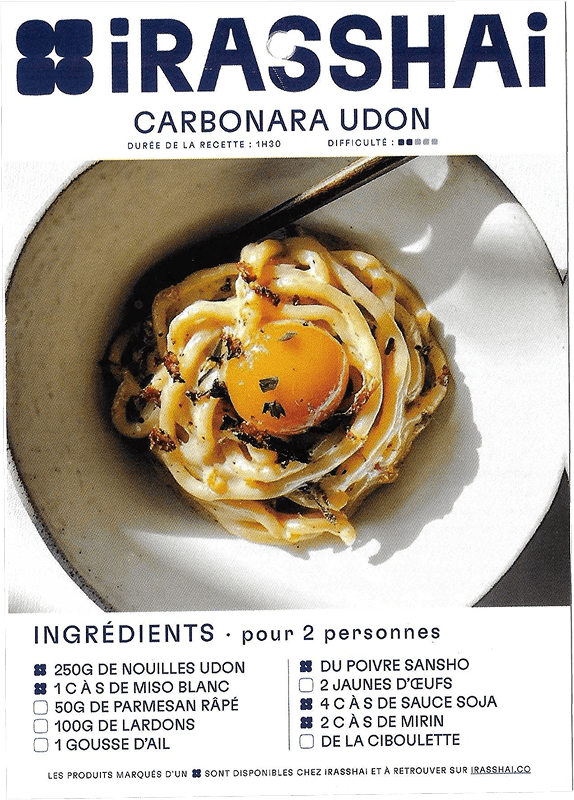 iRASSHAi
CARBONARA UDON
DURÉE DE LA RECETTE : 1H30 DIFFICULTÉ :
INGRÉDIENTS · pour 2 personnes
250G DE NOUILLES UDON
1 C À S DE MISO BLANC
50G DE PARMESAN RÂPÉ
100G DE LARDONS
1 GOUSSE D'AIL
DU POIVRE SANSHO
2 JAUNES D'ŒUFS
4 C À S DE SAUCE SOJA
2 C À S DE MIRIN
DE LA CIBOULETTE
LES PRODUITS MARQUÉS D'UN SONT DISPONIBLES CHEZ iRASSHAi ET À RETROUVER SUR IRASSHAI.CO